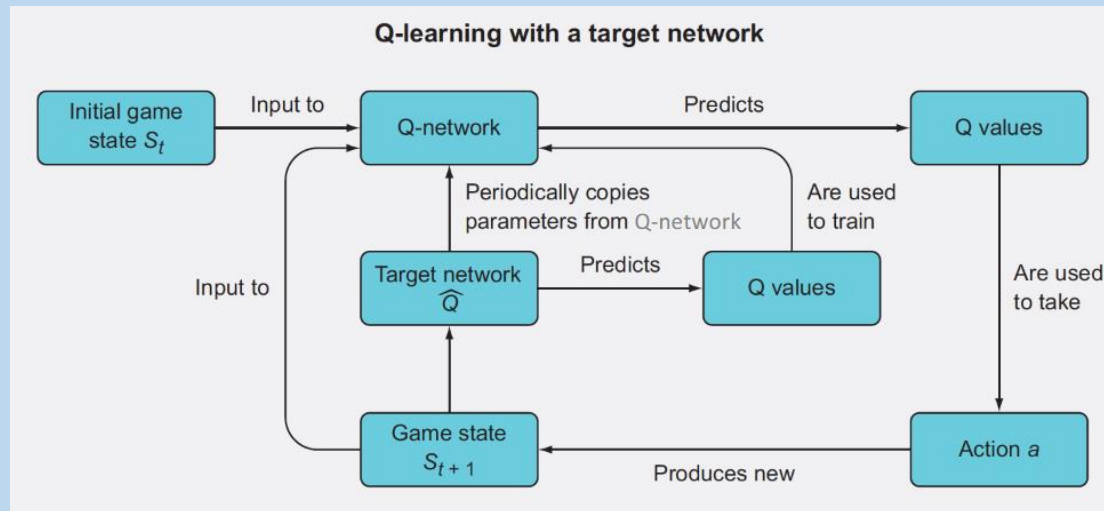 Q-learning with a target network
Initial game
state S_t
Input to
Q-network
Predicts
Q values
Periodically copies
parameters from Q-network
Are used
to train
Input to
Target network
Q̂
Predicts
Q values
Are used
to take
Game state
S_{t + 1}
Produces new
Action a